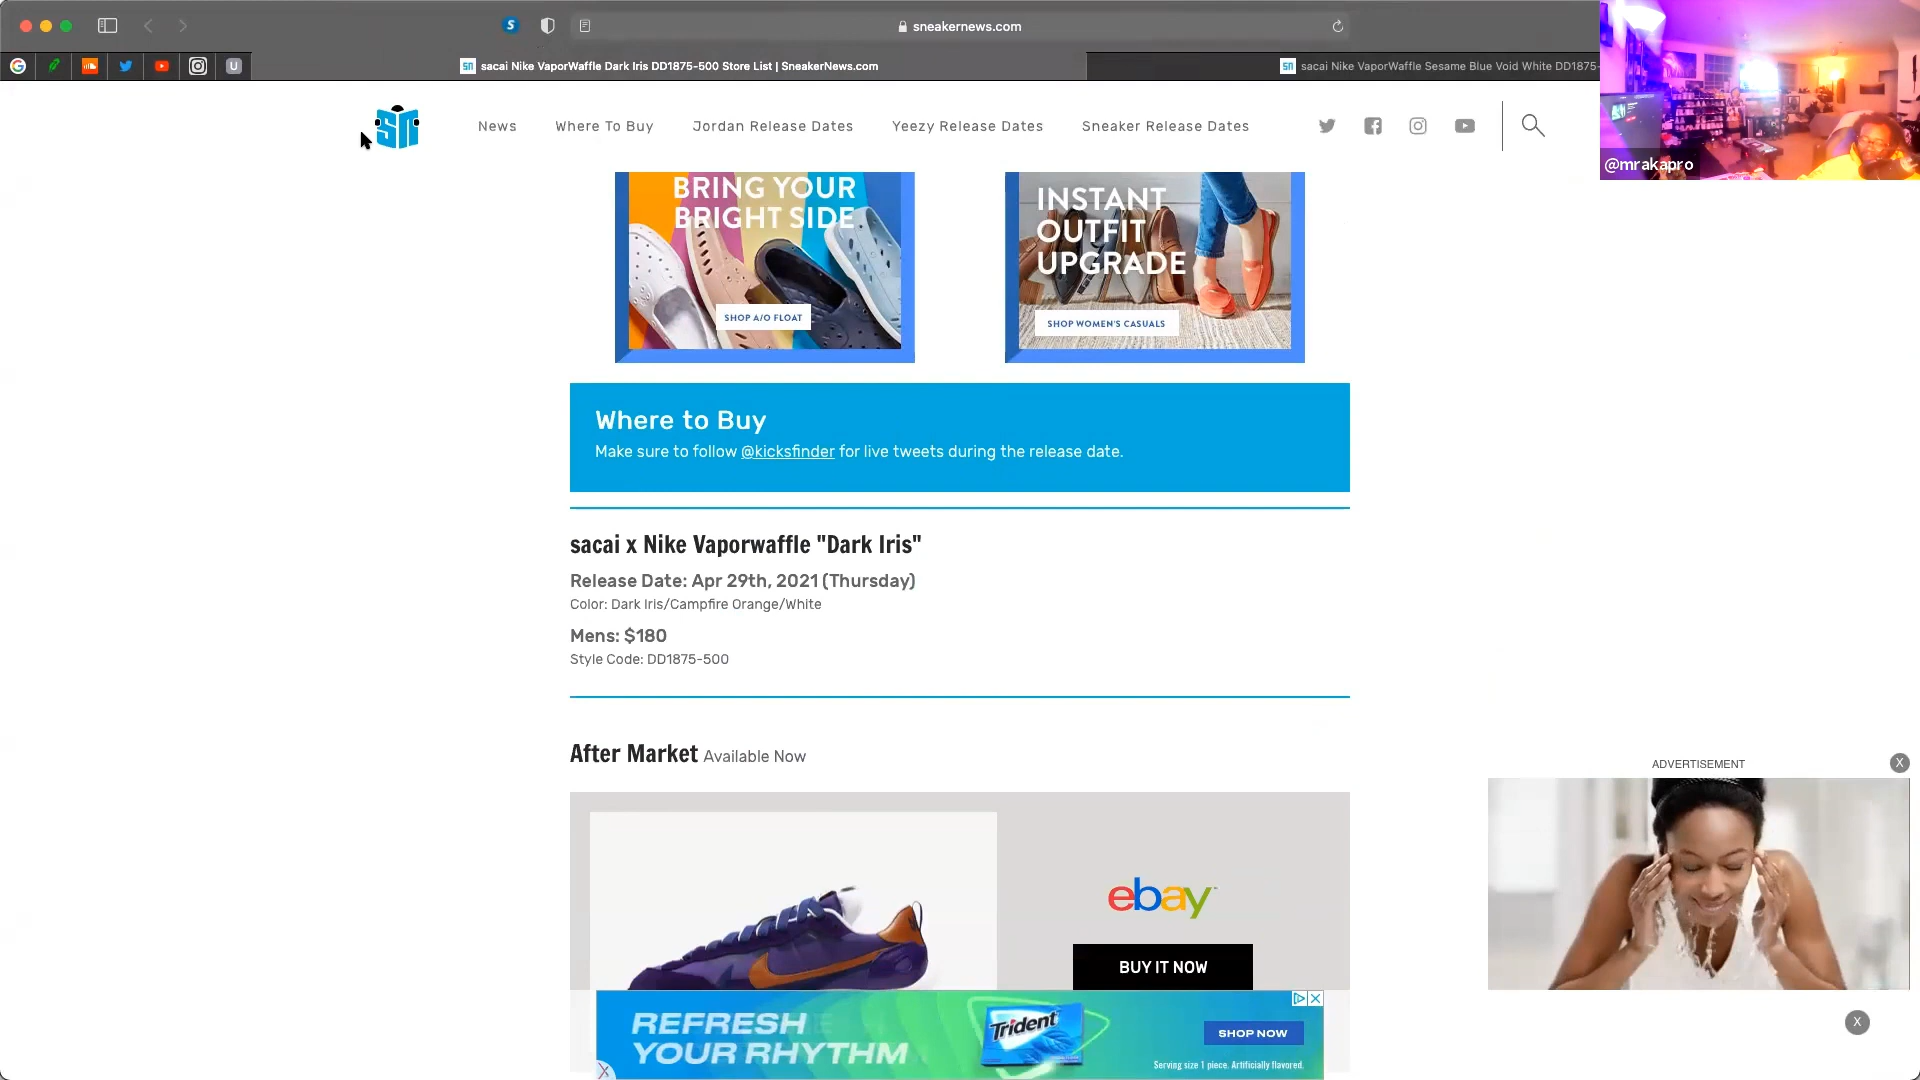 S
sneakernews.com
G
U
sn
sacai Nike VaporWaffle Dark Iris DD1875-500 Store List | SneakerNews.com
sn
sacai Nike VaporWaffle Sesame Blue Void White DD1875-
@mrakapro
sn
News
Where To Buy
Jordan Release Dates
Yeezy Release Dates
Sneaker Release Dates
BRING YOUR
BRIGHT SIDE
SHOP A/O FLOAT
INSTANT
OUTFIT
UPGRADE
SHOP WOMEN'S CASUALS
Where to Buy
Make sure to follow @kicksfinder for live tweets during the release date.
sacai x Nike Vaporwaffle "Dark Iris"
Release Date: Apr 29th, 2021 (Thursday)
Color: Dark Iris/Campfire Orange/White
Mens: $180
Style Code: DD1875-500
After Market Available Now
ebay
BUY IT NOW
ADVERTISEMENT
X
REFRESH
YOUR RHYTHM
Trident
SHOP NOW
Serving size 1 piece. Artificially flavored.
X
X